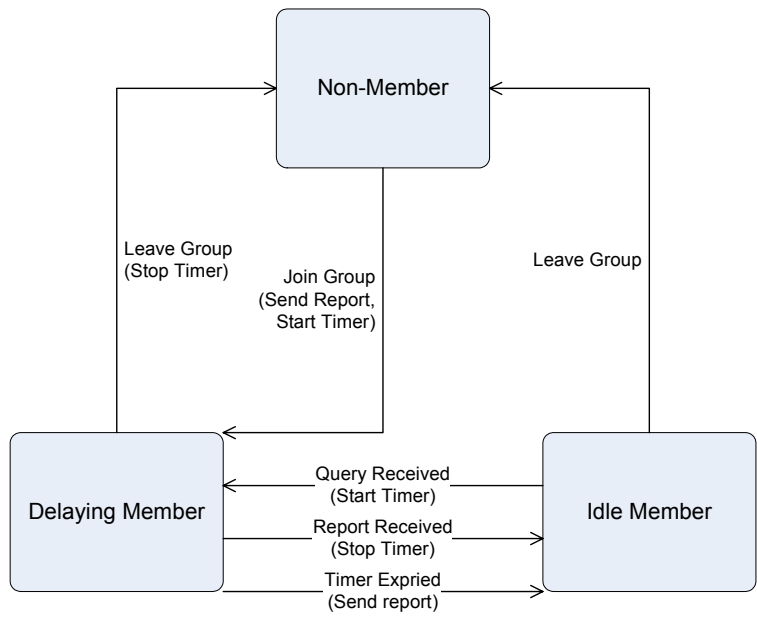 Non-Member
Leave Group
(Stop Timer)
Join Group
(Send Report,
Start Timer)
Leave Group
Delaying Member
Query Received
(Start Timer)
Report Received
(Stop Timer)
Timer Expried
(Send report)
Idle Member